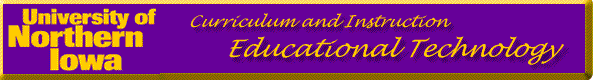 University of
Northern
Iowa
Curriculum and Instruction
Educational Technology